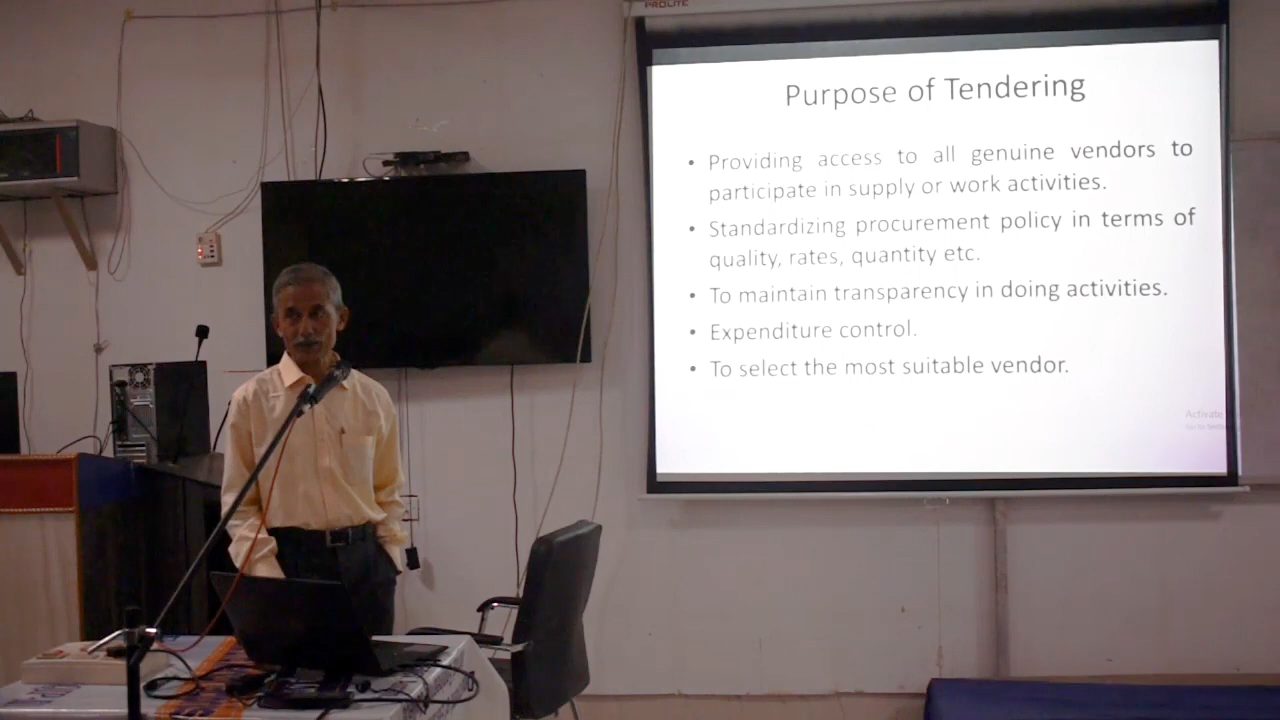 PROLITE
Purpose of Tendering
• Providing access to all genuine vendors to
participate in supply or work activities.
• Standardizing procurement policy in terms of
quality, rates, quantity etc.
• To maintain transparency in doing activities.
• Expenditure control.
• To select the most suitable vendor.
Activate